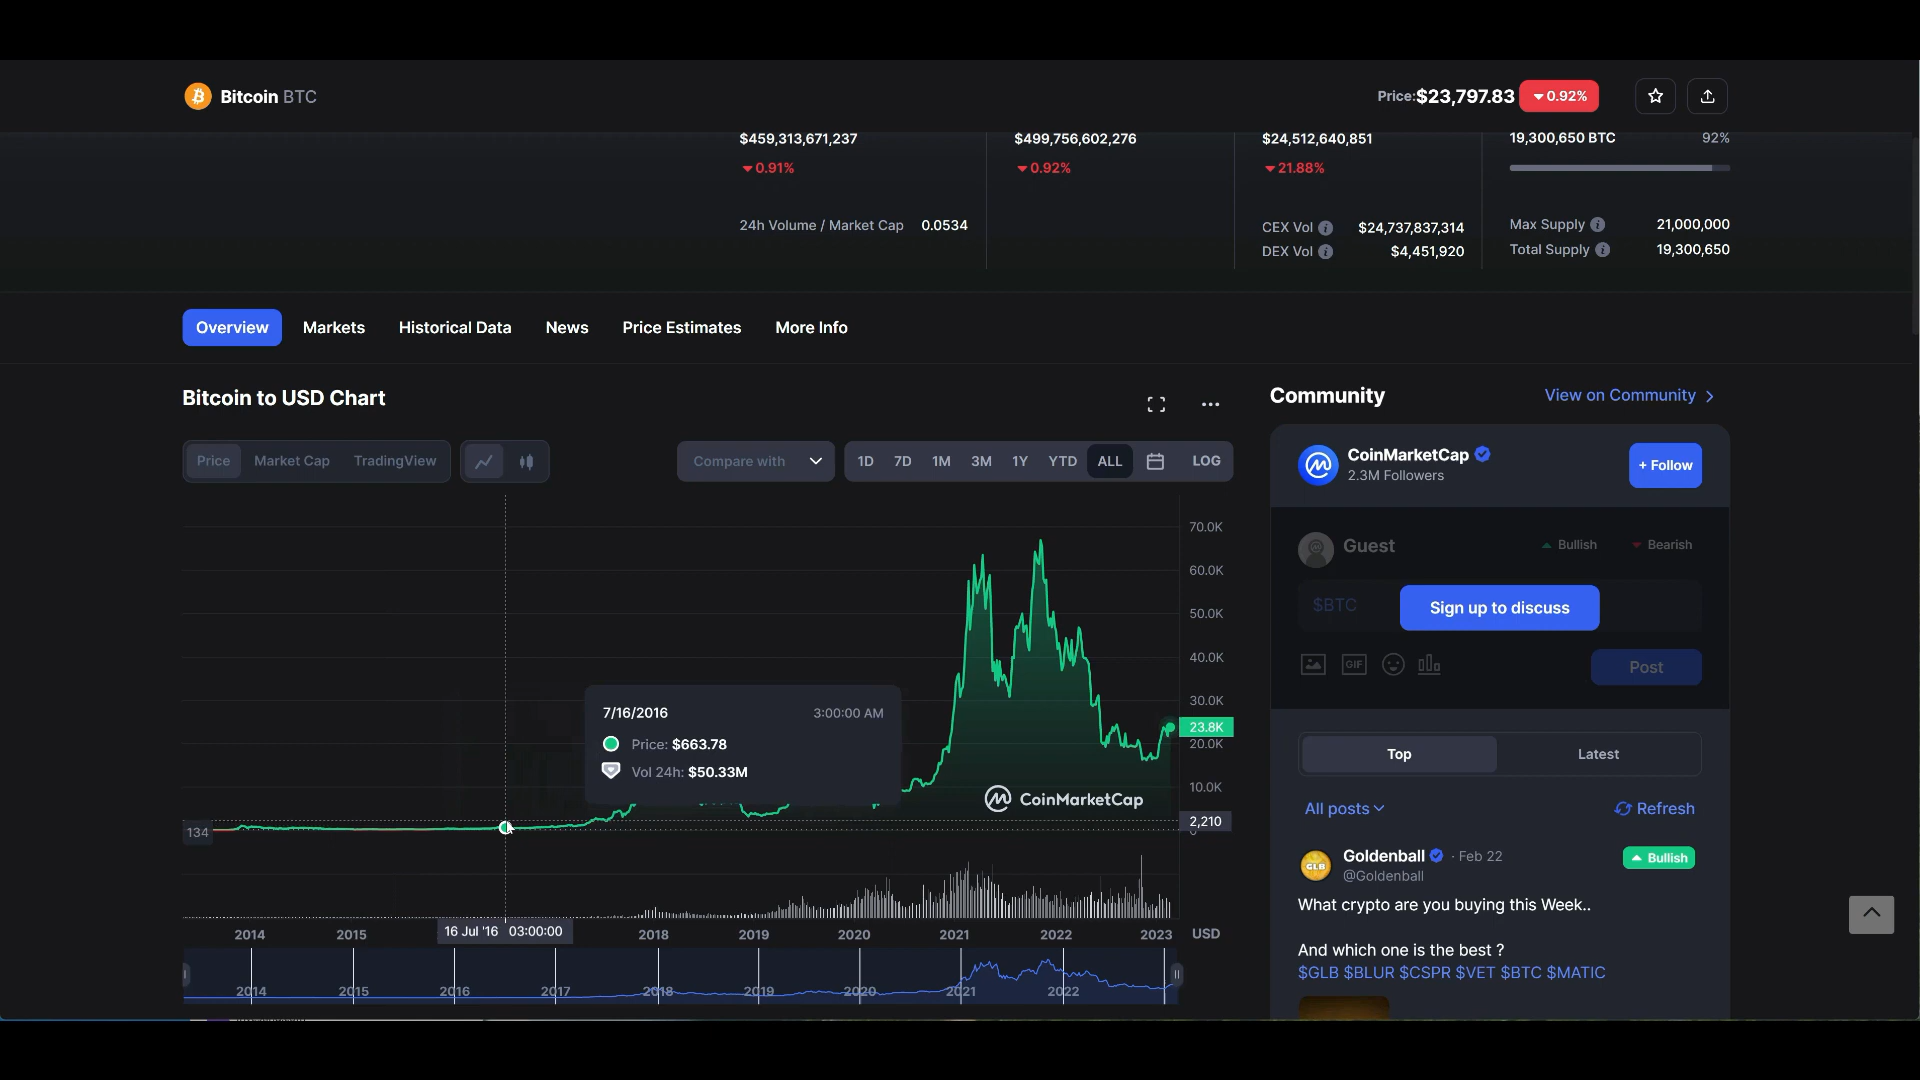 Bitcoin BTC
Price:$23,797.83 0.92%
$459,313,671,237
0.91%
24h Volume / Market Cap 0.0534
$499,756,602,276
0.92%
$24,512,640,851
21.88%
CEX Vol $24,737,837,314
DEX Vol $4,451,920
19,300,650 BTC 92%
Max Supply 21,000,000
Total Supply 19,300,650
Overview Markets Historical Data News Price Estimates More Info
Bitcoin to USD Chart
Price Market Cap TradingView
Compare with
1D 7D 1M 3M 1Y YTD ALL LOG
70.0K
60.0K
50.0K
40.0K
30.0K
23.8K
20.0K
10.0K
2,210
0
134
7/16/2016 3:00:00 AM
Price: $663.78
Vol 24h: $50.33M
CoinMarketCap
2014 2015 16 Jul '16 03:00:00 2018 2019 2020 2021 2022 2023 USD
2014 2015 2016 2017 2018 2019 2020 2021 2022
Community View on Community
CoinMarketCap
2.3M Followers
+ Follow
Guest Bullish Bearish
$BTC
Sign up to discuss
GIF
Post
Top Latest
All posts Refresh
GLB
Goldenball · Feb 22
@Goldenball
Bullish
What crypto are you buying this Week..
And which one is the best ?
$GLB $BLUR $CSPR $VET $BTC $MATIC